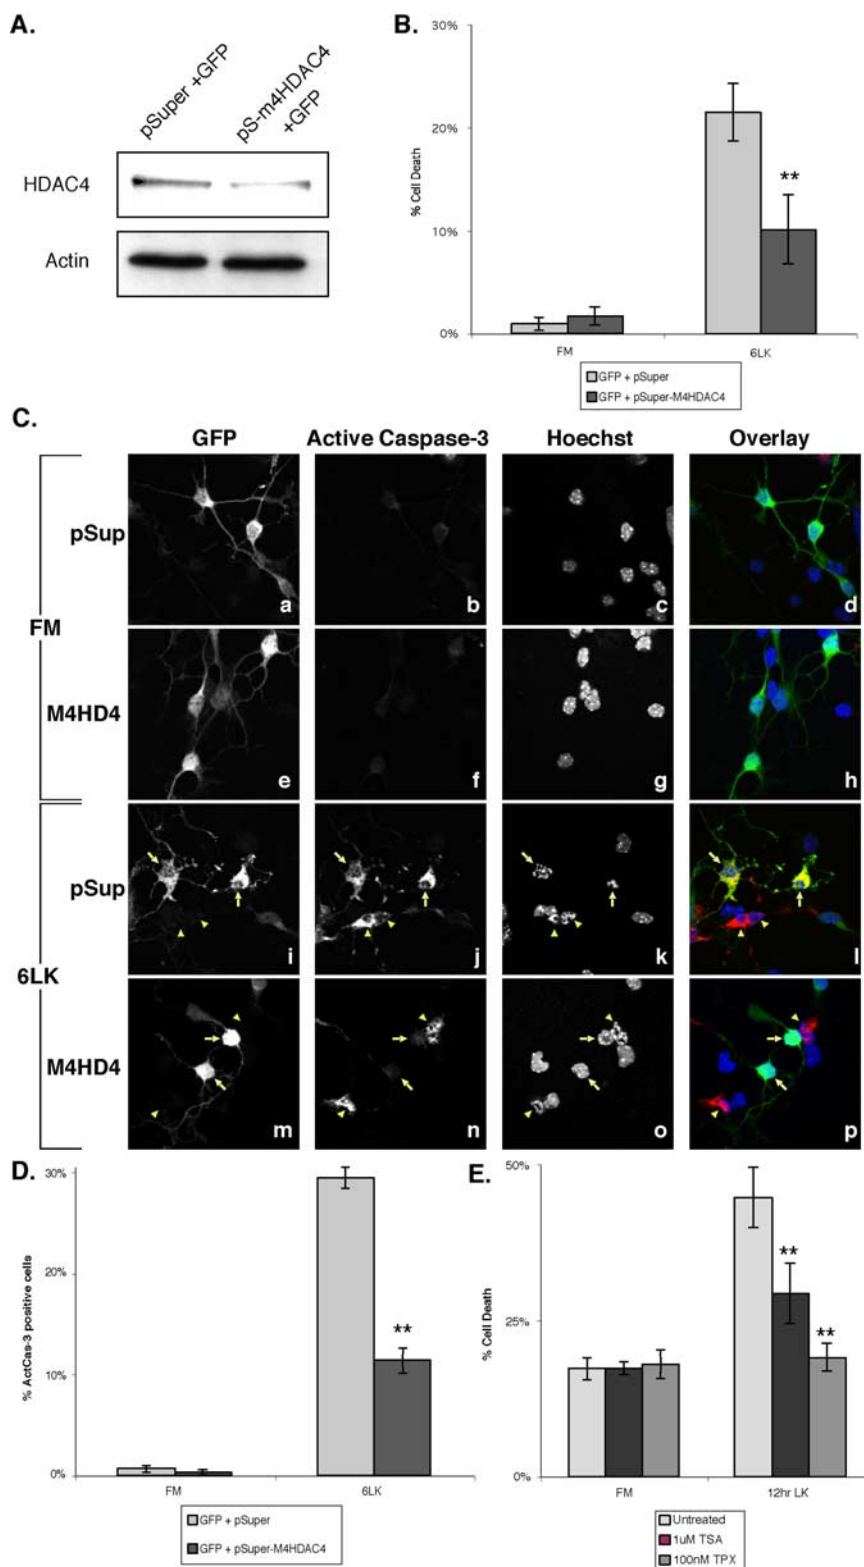 A.
pSuper +GFP
pS-m4HDAC4
+GFP
HDAC4
Actin
B.
30%
20%
10%
0%
% Cell Death
**
FM
6LK
GFP + pSuper
GFP + pSuper-M4HDAC4
C.
GFP Active Caspase-3 Hoechst Overlay
FM
pSup
a b c d
M4HD4
e f g h
6LK
pSup
i j k l
M4HD4
m n o p
D.
30%
20%
10%
0%
% ActCas-3 positive cells
**
FM
6LK
GFP + pSuper
GFP + pSuper-M4HDAC4
E.
50%
25%
0%
% Cell Death
**
**
FM
12hr LK
Untreated
1uM TSA
100nM TPX